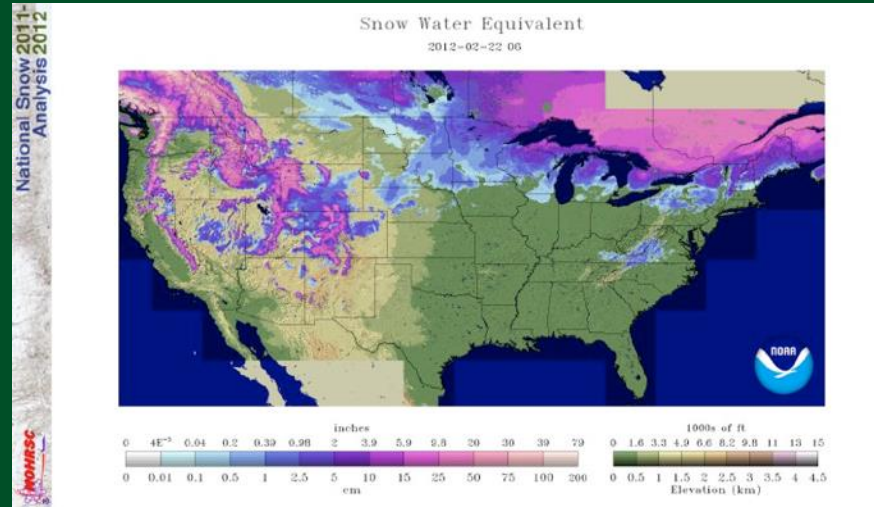 National Snow 2011-
Analysis 2012
NOHRSC
Snow Water Equivalent
2012-02-22 06
NOAA
inches
0 4E⁻³ 0.04 0.2 0.39 0.98 2 3.9 5.9 9.8 20 30 39 79
0 0.01 0.1 0.5 1 2.5 5 10 15 25 50 75 100 200
cm
1000s of ft
0 1.6 3.3 4.9 6.6 8.2 9.8 11 13 15
0 0.5 1 1.5 2 2.5 3 3.5 4 4.5
Elevation (km)